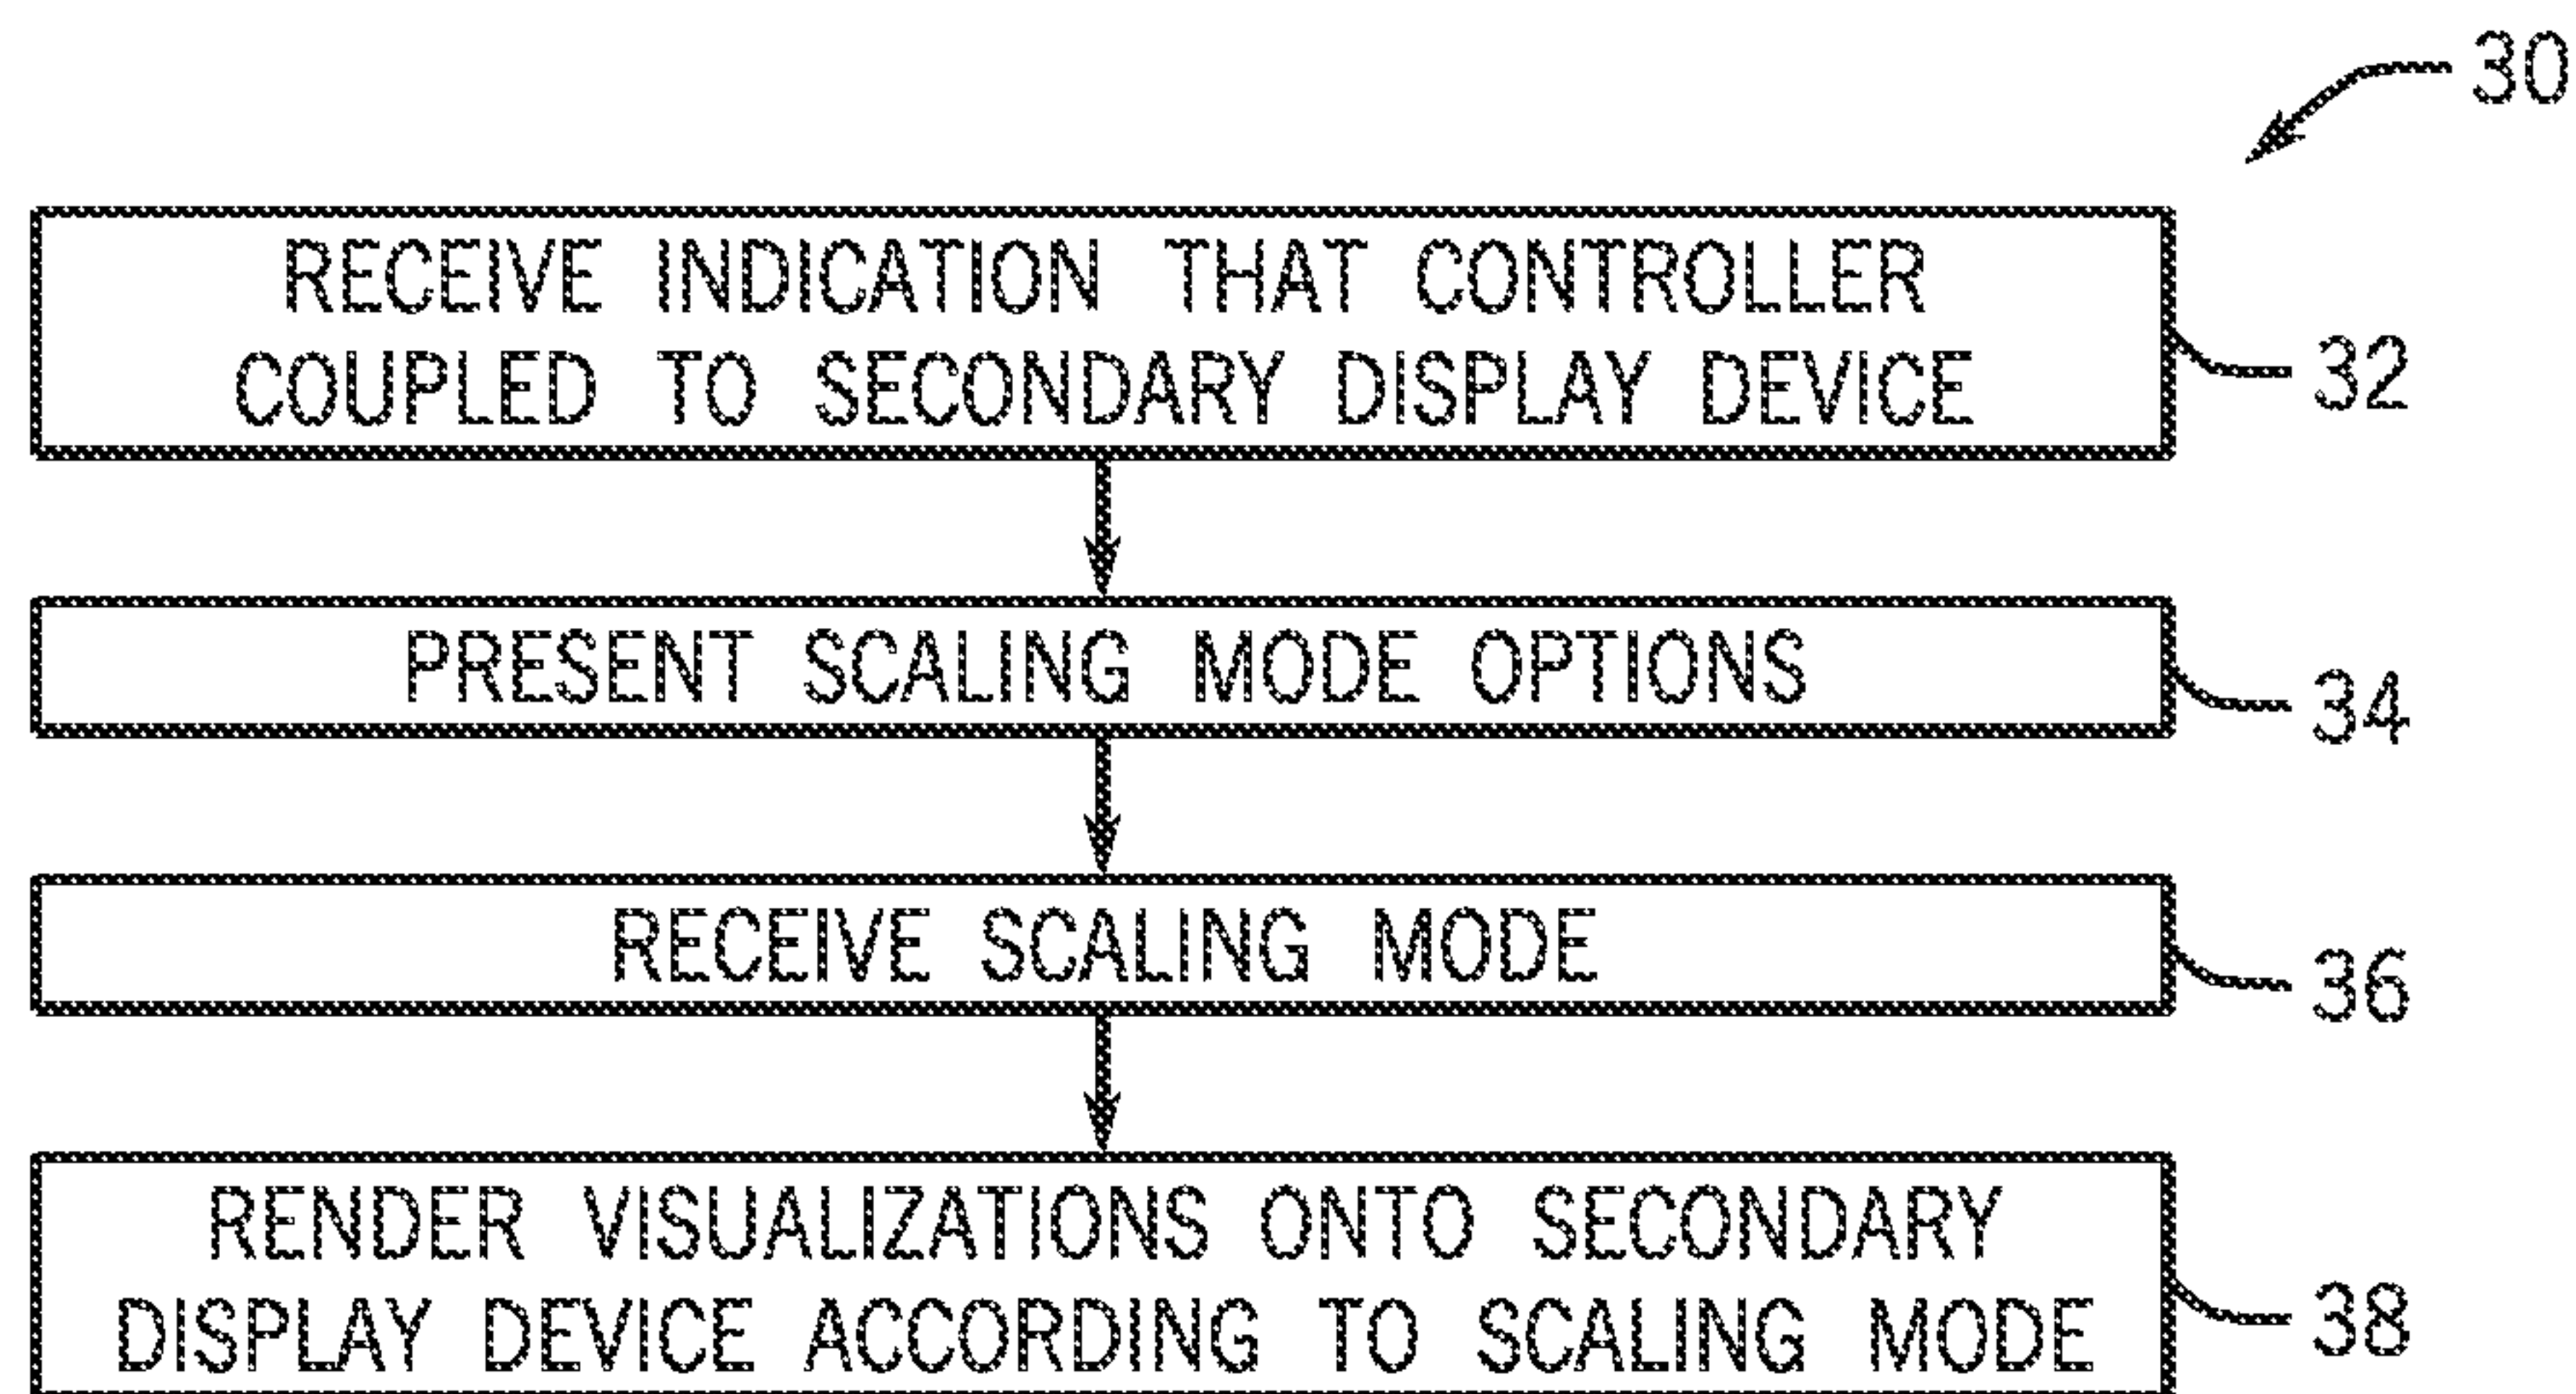 30
RECEIVE INDICATION THAT CONTROLLER
COUPLED TO SECONDARY DISPLAY DEVICE
32
PRESENT SCALING MODE OPTIONS
34
RECEIVE SCALING MODE
36
RENDER VISUALIZATIONS ONTO SECONDARY
DISPLAY DEVICE ACCORDING TO SCALING MODE
38